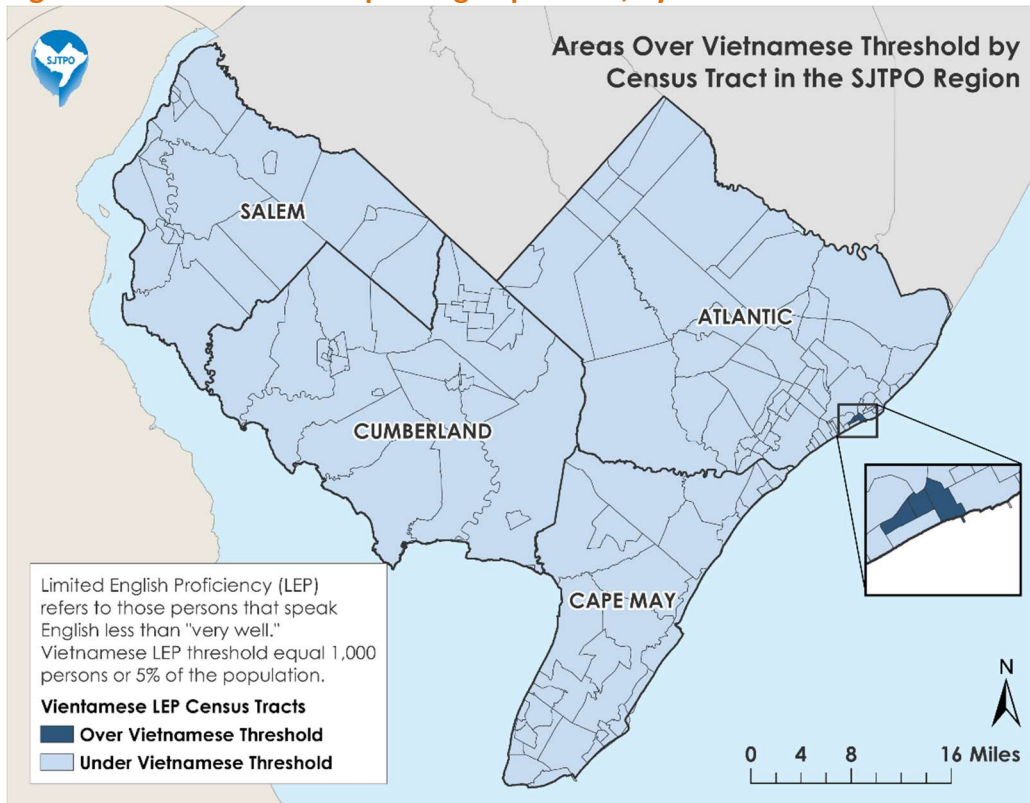 SJTPO
Areas Over Vietnamese Threshold by
Census Tract in the SJTPO Region
SALEM
ATLANTIC
CUMBERLAND
CAPE MAY
Limited English Proficiency (LEP)
refers to those persons that speak
English less than "very well."
Vietnamese LEP threshold equal 1,000
persons or 5% of the population.
Vientamese LEP Census Tracts
Over Vietnamese Threshold
Under Vietnamese Threshold
N
0 4 8 16 Miles